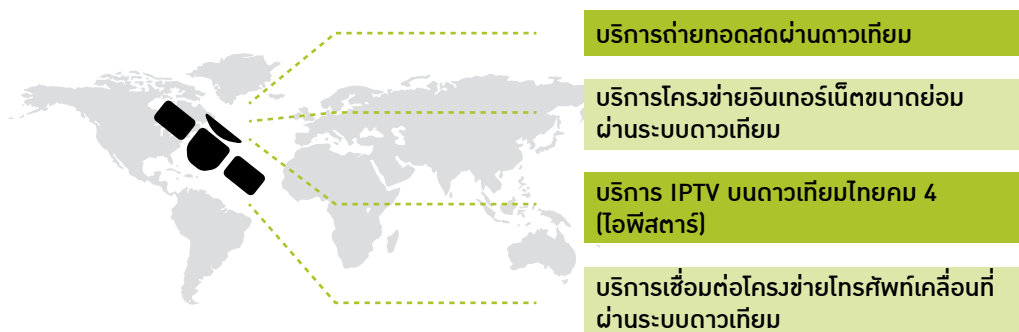 บริการถ่ายทอดสดผ่านดาวเทียม
บริการโครงข่ายอินเทอร์เน็ตขนาดย่อม
ผ่านระบบดาวเทียม
บริการ IPTV บนดาวเทียมไทยคม 4
(ไอพีสตาร์)
บริการเชื่อมต่อโครงข่ายโทรศัพท์เคลื่อนที่
ผ่านระบบดาวเทียม